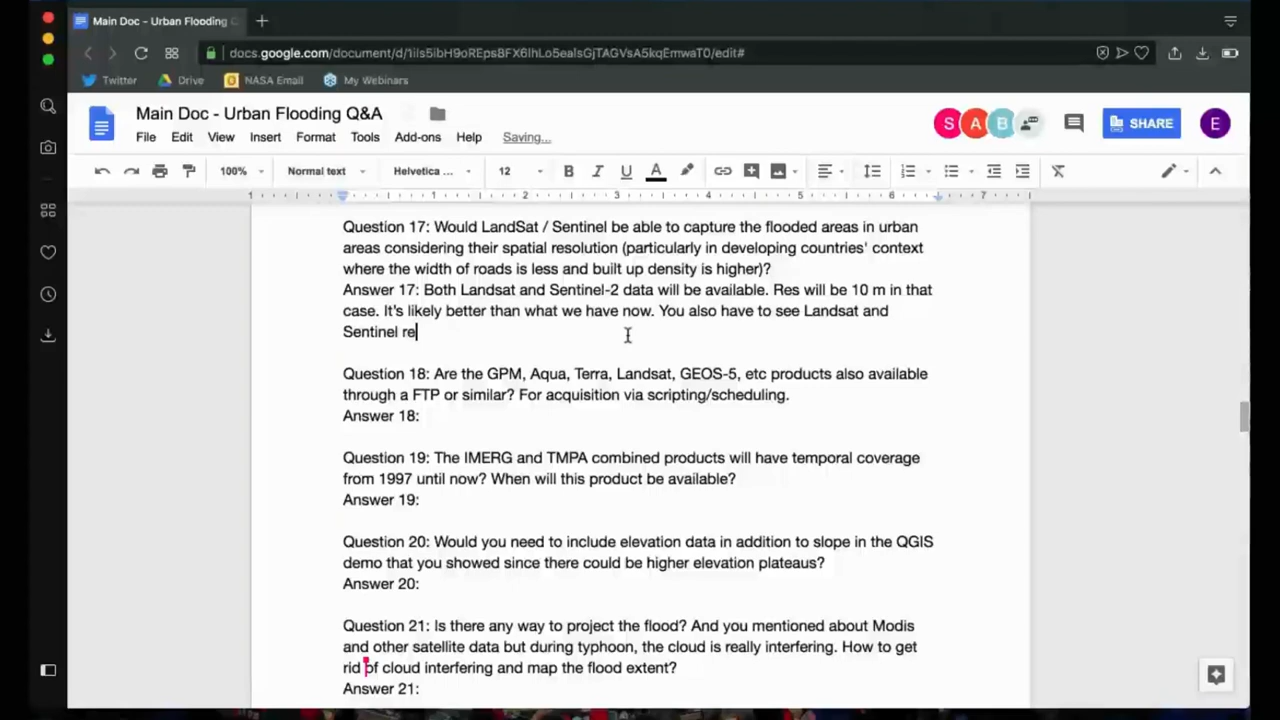 Main Doc - Urban Flooding Q
docs.google.com/document/d/1iIs5ibH9oREps8FX6IhLo5ealsGjTAGVsA5kqEmwaT0/edit#
Twitter Drive NASA Email My Webinars
Main Doc - Urban Flooding Q&A
S A B SHARE E
File Edit View Insert Format Tools Add-ons Help Saving...
100% Normal text Helvetica ... 12 B I U A
1 1 2 3 4 5 6 7
Question 17: Would LandSat / Sentinel be able to capture the flooded areas in urban
areas considering their spatial resolution (particularly in developing countries' context
where the width of roads is less and built up density is higher)?
Answer 17: Both Landsat and Sentinel-2 data will be available. Res will be 10 m in that
case. It's likely better than what we have now. You also have to see Landsat and
Sentinel re
Question 18: Are the GPM, Aqua, Terra, Landsat, GEOS-5, etc products also available
through a FTP or similar? For acquisition via scripting/scheduling.
Answer 18:
Question 19: The IMERG and TMPA combined products will have temporal coverage
from 1997 until now? When will this product be available?
Answer 19:
Question 20: Would you need to include elevation data in addition to slope in the QGIS
demo that you showed since there could be higher elevation plateaus?
Answer 20:
Question 21: Is there any way to project the flood? And you mentioned about Modis
and other satellite data but during typhoon, the cloud is really interfering. How to get
rid of cloud interfering and map the flood extent?
Answer 21: